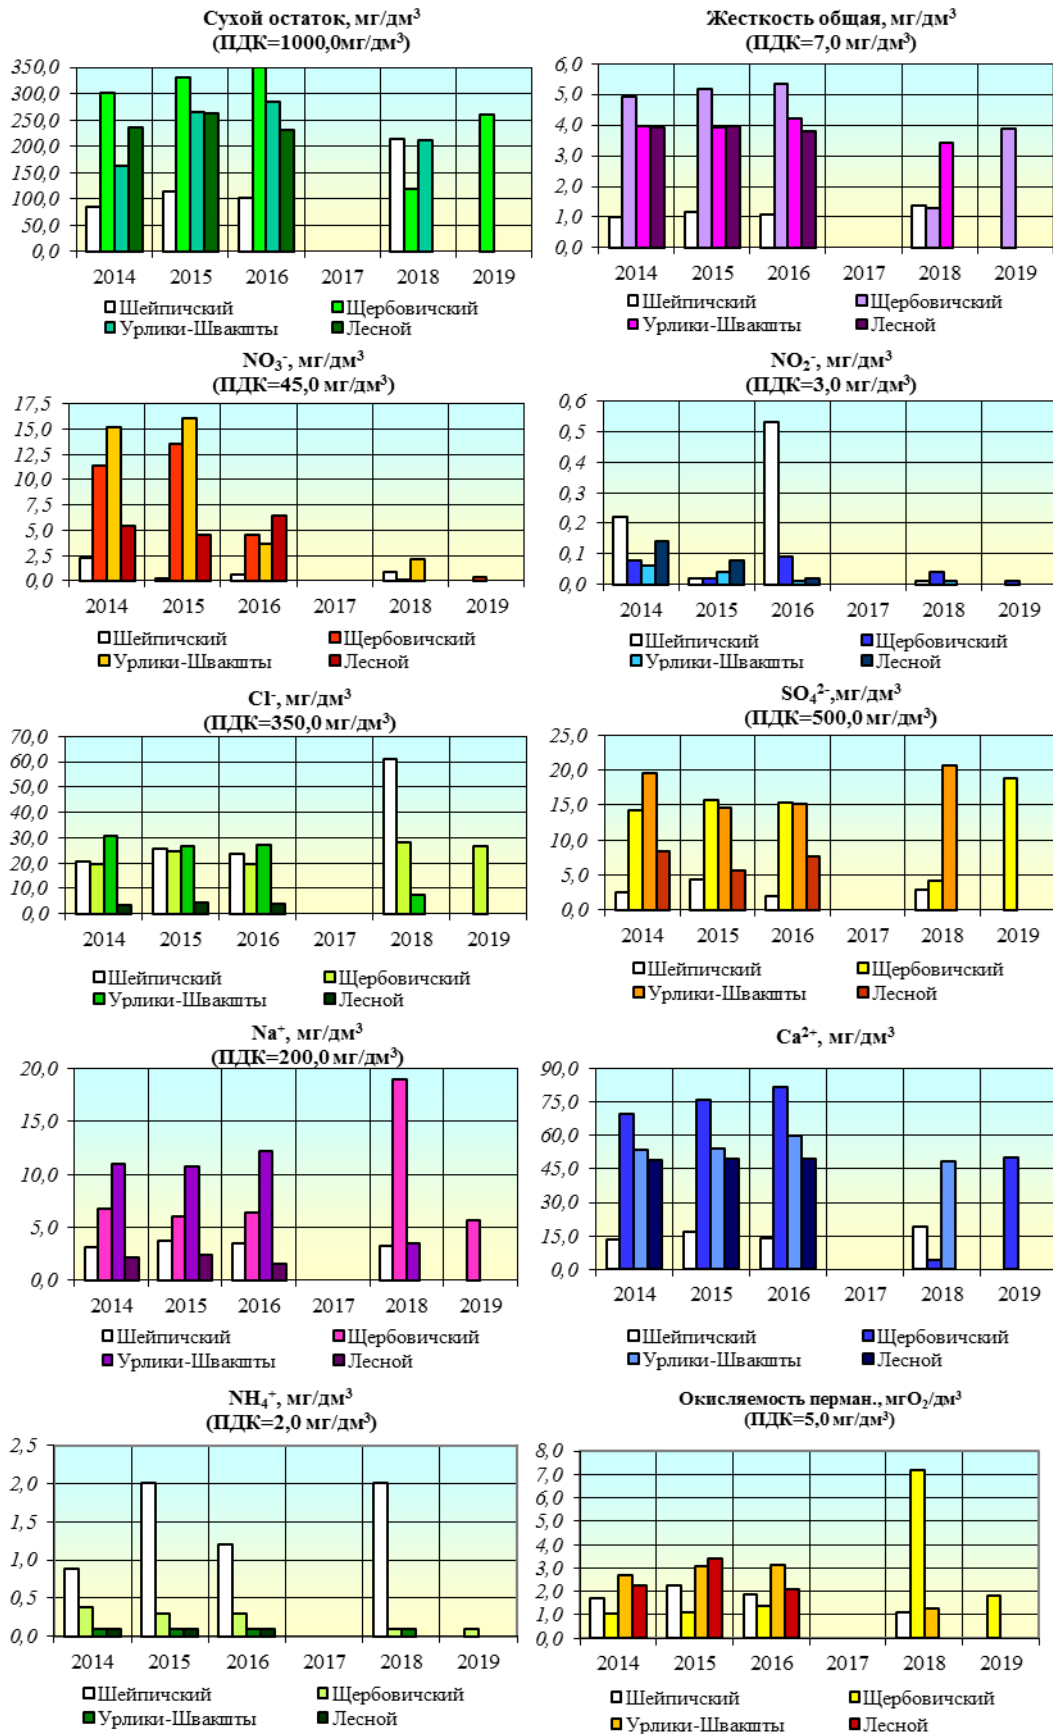 Сухой остаток, мг/дм³
(ПДК=1000,0мг/дм³)
350,0
300,0
250,0
200,0
150,0
100,0
50,0
0,0
2014 2015 2016 2017 2018 2019
Шейпичский Щербовичский
Урлики-Швакшты Лесной
Жесткость общая, мг/дм³
(ПДК=7,0 мг/дм³)
6,0
5,0
4,0
3,0
2,0
1,0
0,0
2014 2015 2016 2017 2018 2019
Шейпичский Щербовичский
Урлики-Швакшты Лесной
NO₃⁻, мг/дм³
(ПДК=45,0 мг/дм³)
17,5
15,0
12,5
10,0
7,5
5,0
2,5
0,0
2014 2015 2016 2017 2018 2019
Шейпичский Щербовичский
Урлики-Швакшты Лесной
NO₂⁻, мг/дм³
(ПДК=3,0 мг/дм³)
0,6
0,5
0,4
0,3
0,2
0,1
0,0
2014 2015 2016 2017 2018 2019
Шейпичский Щербовичский
Урлики-Швакшты Лесной
Cl⁻, мг/дм³
(ПДК=350,0 мг/дм³)
70,0
60,0
50,0
40,0
30,0
20,0
10,0
0,0
2014 2015 2016 2017 2018 2019
Шейпичский Щербовичский
Урлики-Швакшты Лесной
SO₄²⁻,мг/дм³
(ПДК=500,0 мг/дм³)
25,0
20,0
15,0
10,0
5,0
0,0
2014 2015 2016 2017 2018 2019
Шейпичский Щербовичский
Урлики-Швакшты Лесной
Na⁺, мг/дм³
(ПДК=200,0 мг/дм³)
20,0
15,0
10,0
5,0
0,0
2014 2015 2016 2017 2018 2019
Шейпичский Щербовичский
Урлики-Швакшты Лесной
Ca²⁺, мг/дм³
90,0
75,0
60,0
45,0
30,0
15,0
0,0
2014 2015 2016 2017 2018 2019
Шейпичский Щербовичский
Урлики-Швакшты Лесной
NH₄⁺, мг/дм³
(ПДК=2,0 мг/дм³)
2,5
2,0
1,5
1,0
0,5
0,0
2014 2015 2016 2017 2018 2019
Шейпичский Щербовичский
Урлики-Швакшты Лесной
Окисляемость перман., мгО₂/дм³
(ПДК=5,0 мг/дм³)
8,0
7,0
6,0
5,0
4,0
3,0
2,0
1,0
0,0
2014 2015 2016 2017 2018 2019
Шейпичский Щербовичский
Урлики-Швакшты Лесной